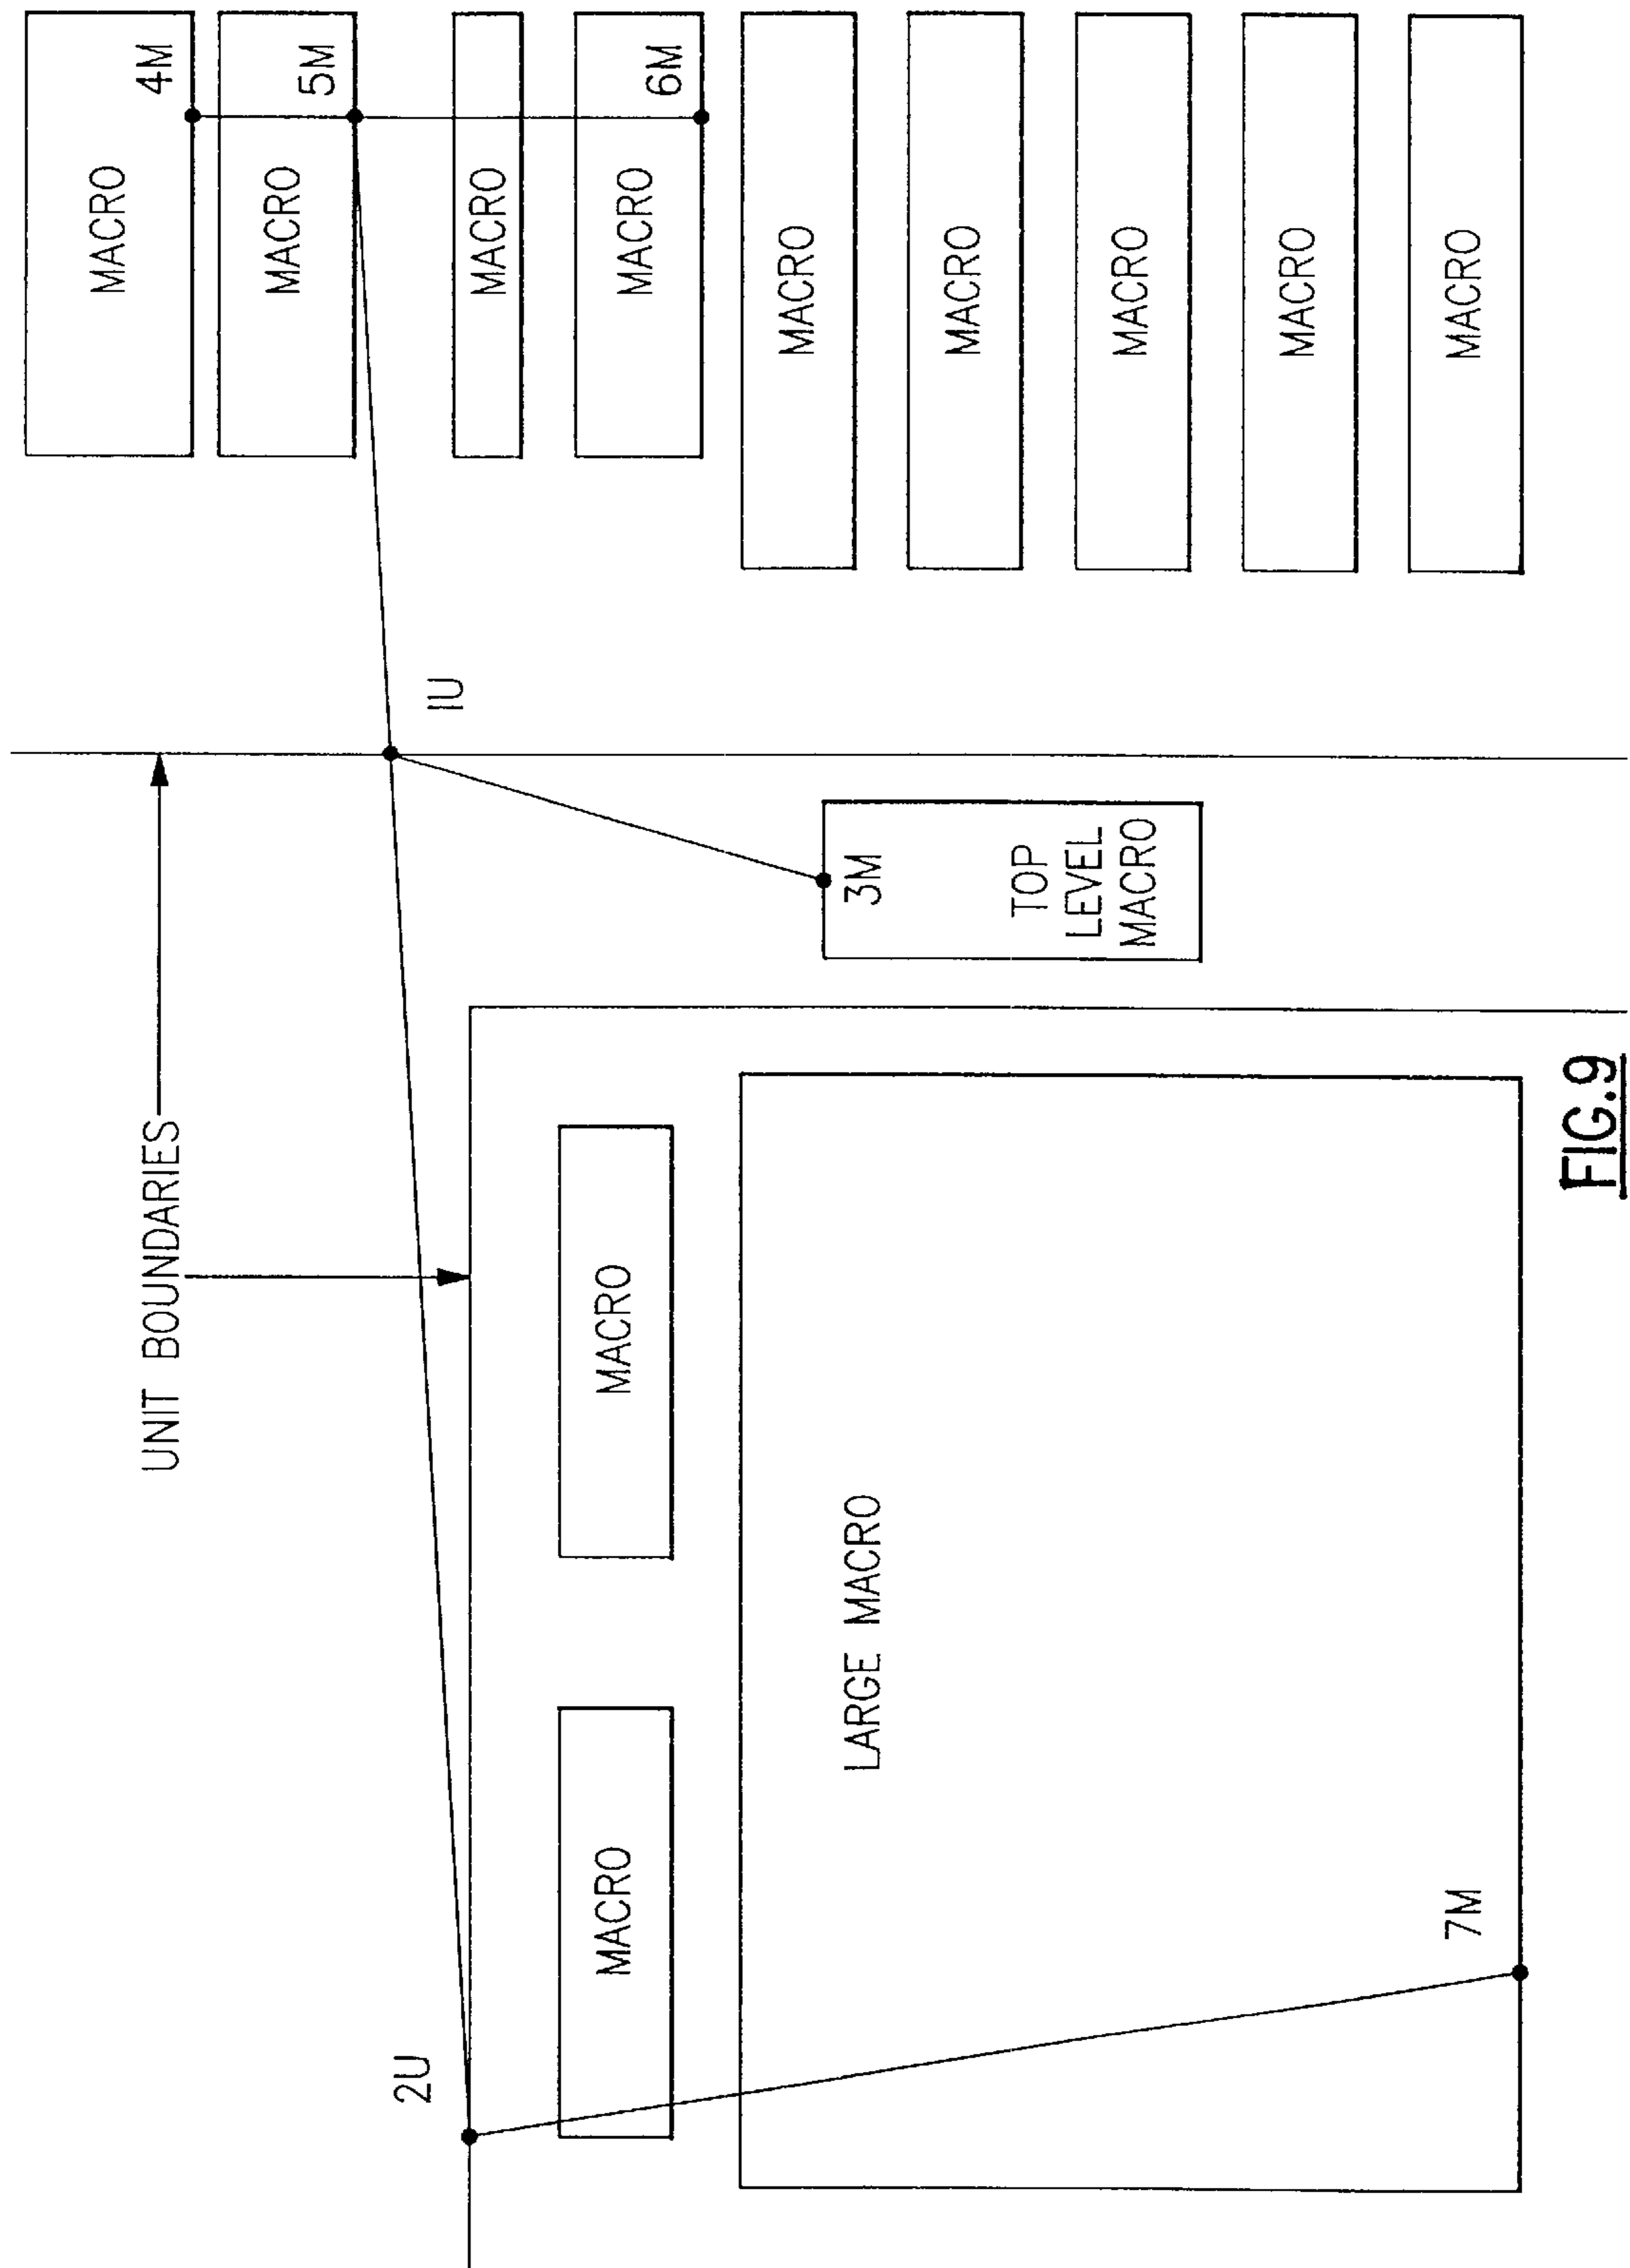 MACRO
4M
UNIT BOUNDARIES
MACRO
5M
2U
1U
MACRO
MACRO
MACRO
MACRO
6M
MACRO
LARGE MACRO
3M
MACRO
TOP
LEVEL
MACRO
MACRO
MACRO
7M
MACRO
FIG.9